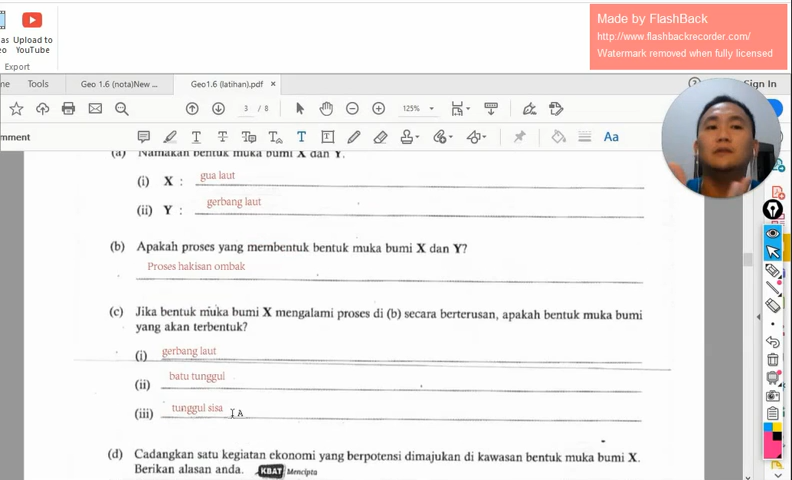 Made by FlashBack
http://www.flashbackrecorder.com/
Watermark removed when fully licensed
as Upload to
eo YouTube
Export
me Tools Geo 1.6 (nota)New ... Geo1.6 (latihan).pdf × Sign In
3 / 8 125%
mment Aa
(a) Namakan bentuk muka bumi X dan Y.
(i) X : gua laut
(ii) Y : gerbang laut
(b) Apakah proses yang membentuk bentuk muka bumi X dan Y?
Proses hakisan ombak
(c) Jika bentuk muka bumi X mengalami proses di (b) secara berterusan, apakah bentuk muka bumi
yang akan terbentuk?
(i) gerbang laut
(ii) batu tunggul
(iii) tunggul sisa
(d) Cadangkan satu kegiatan ekonomi yang berpotensi dimajukan di kawasan bentuk muka bumi X.
Berikan alasan anda. KBAT Mencipta